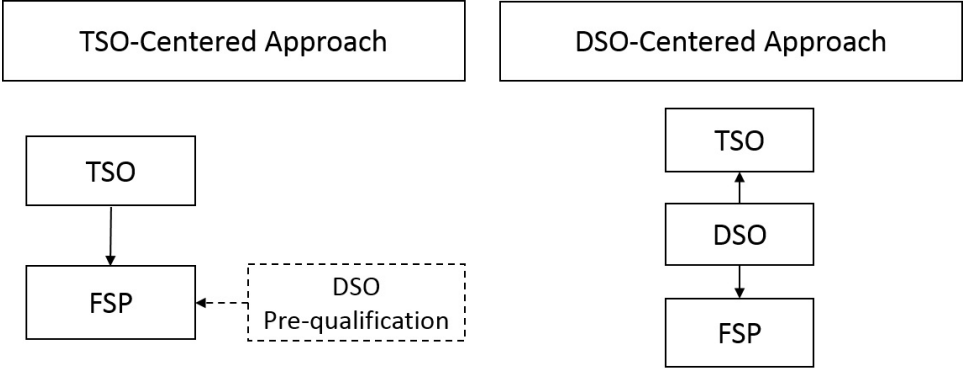 TSO-Centered Approach
TSO
FSP
DSO
Pre-qualification
DSO-Centered Approach
TSO
DSO
FSP